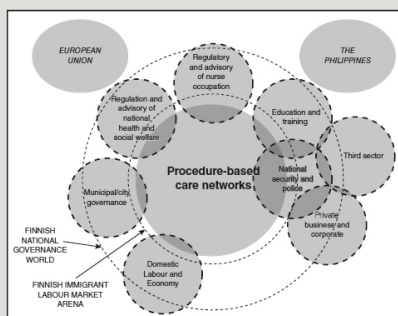 EUROPEAN
UNION
Regulatory
and advisory
of nurse
occupation
THE
PHILIPPINES
Regulation and
advisory of
national,
health and
social welfare
Education and
training
Procedure-based
care networks
National
security and
police
Third sector
Municipal/city
governance
Private
business and
corporate
FINNISH
NATIONAL
GOVERNANCE
WORLD
Domestic
Labour and
Economy
FINNISH IMMIGRANT
LABOUR MARKET
ARENA